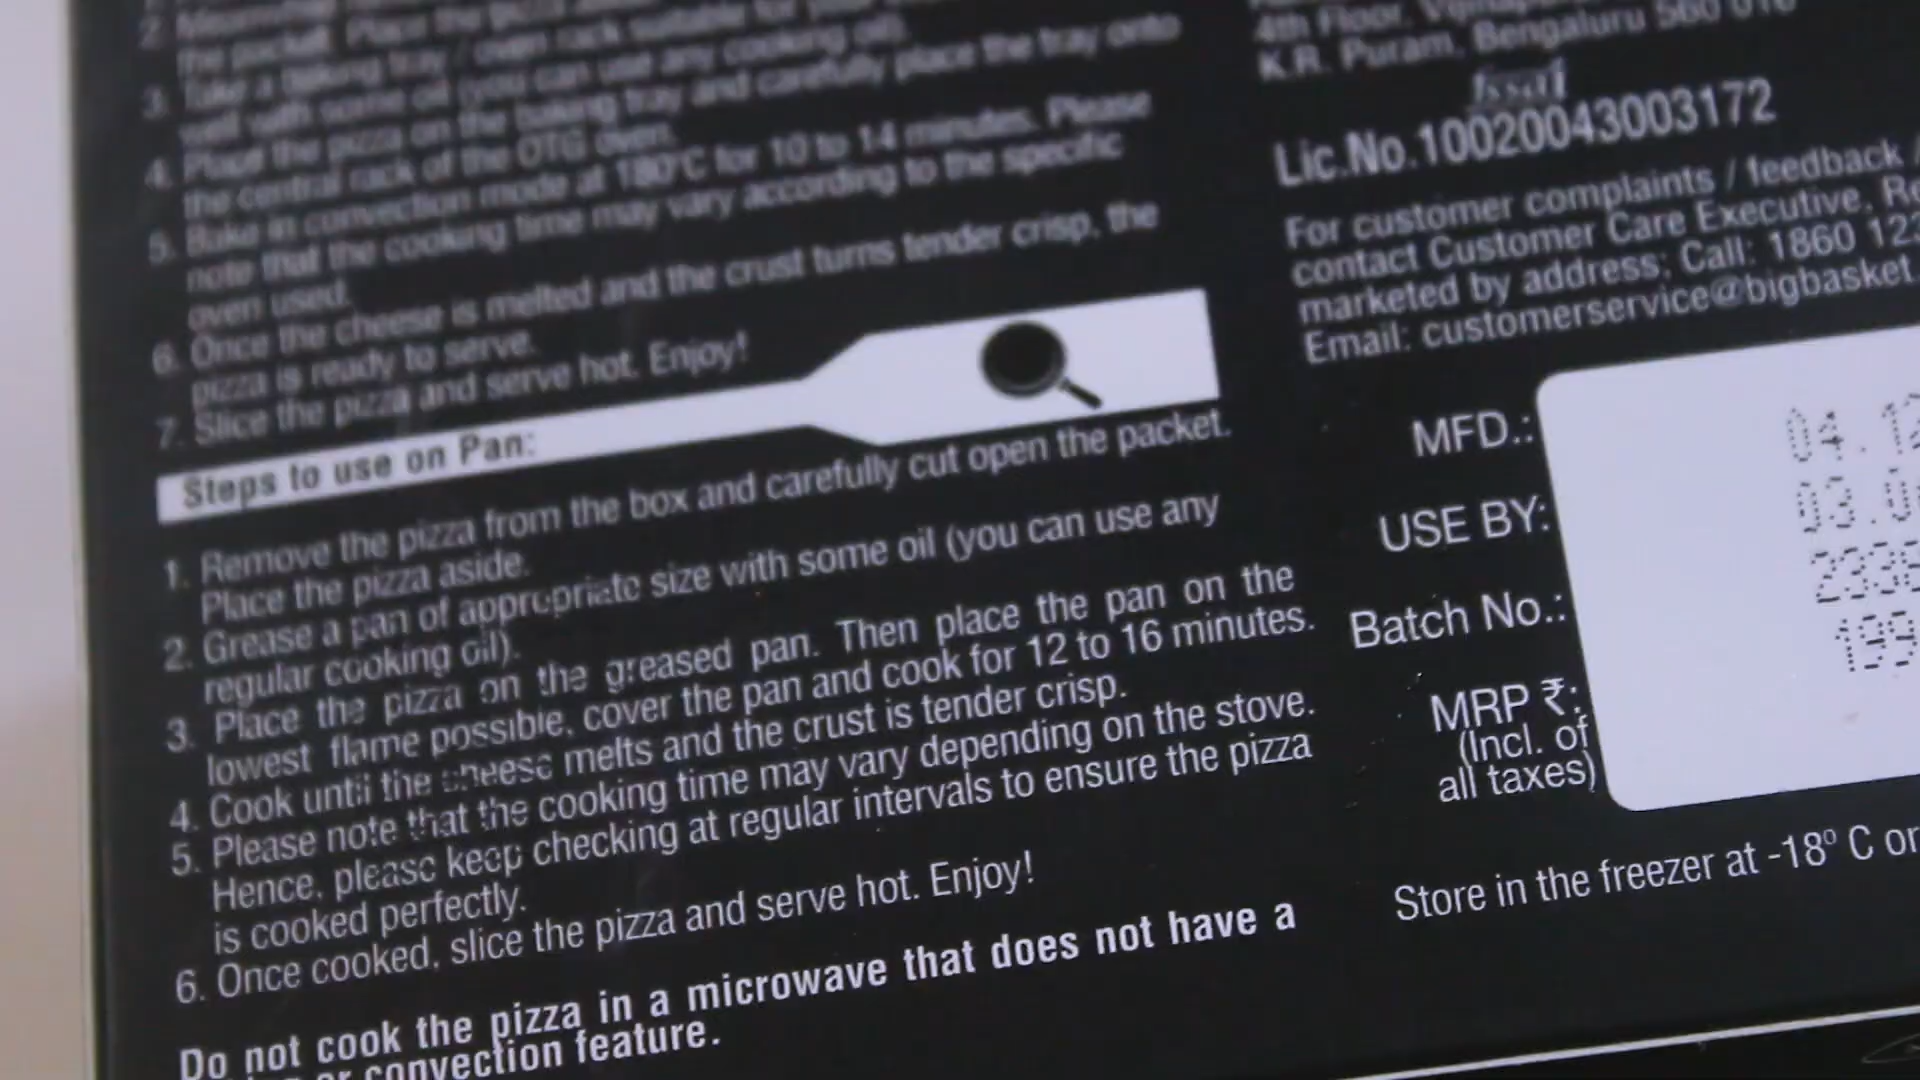 the packet. Place the pizza
3. Take a baking tray / oven rack suitable for
well with some oil (you can use any cooking oil).
4. Place the pizza on the baking tray and carefully place the tray onto
the central rack of the OTG oven.
5. Bake in convection mode at 180°C for 10 to 14 minutes. Please
note that the cooking time may vary according to the specific
oven used.
6. Once the cheese is melted and the crust turns tender crisp, the
pizza is ready to serve.
7. Slice the pizza and serve hot. Enjoy!
Steps to use on Pan:
1. Remove the pizza from the box and carefully cut open the packet.
Place the pizza aside.
2. Grease a pan of appropriate size with some oil (you can use any
regular cooking oil).
3. Place the pizza on the greased pan. Then place the pan on the
lowest flame possible, cover the pan and cook for 12 to 16 minutes.
4. Cook until the cheese melts and the crust is tender crisp.
5. Please note that the cooking time may vary depending on the stove.
Hence, please keep checking at regular intervals to ensure the pizza
is cooked perfectly.
6. Once cooked, slice the pizza and serve hot. Enjoy!
Do not cook the pizza in a microwave that does not have a
or convection feature.
4th Floor,
K.R. Puram, Bengaluru 560 016
fssai
Lic.No.10020043003172
For customer complaints / feedback /
contact Customer Care Executive,
marketed by address; Call: 1860 123
Email: customerservice@bigbasket.
MFD.: 04.12
USE BY: 03.0
Batch No.: 233
MRP ₹: 199
(Incl. of
all taxes)
Store in the freezer at -18° C or